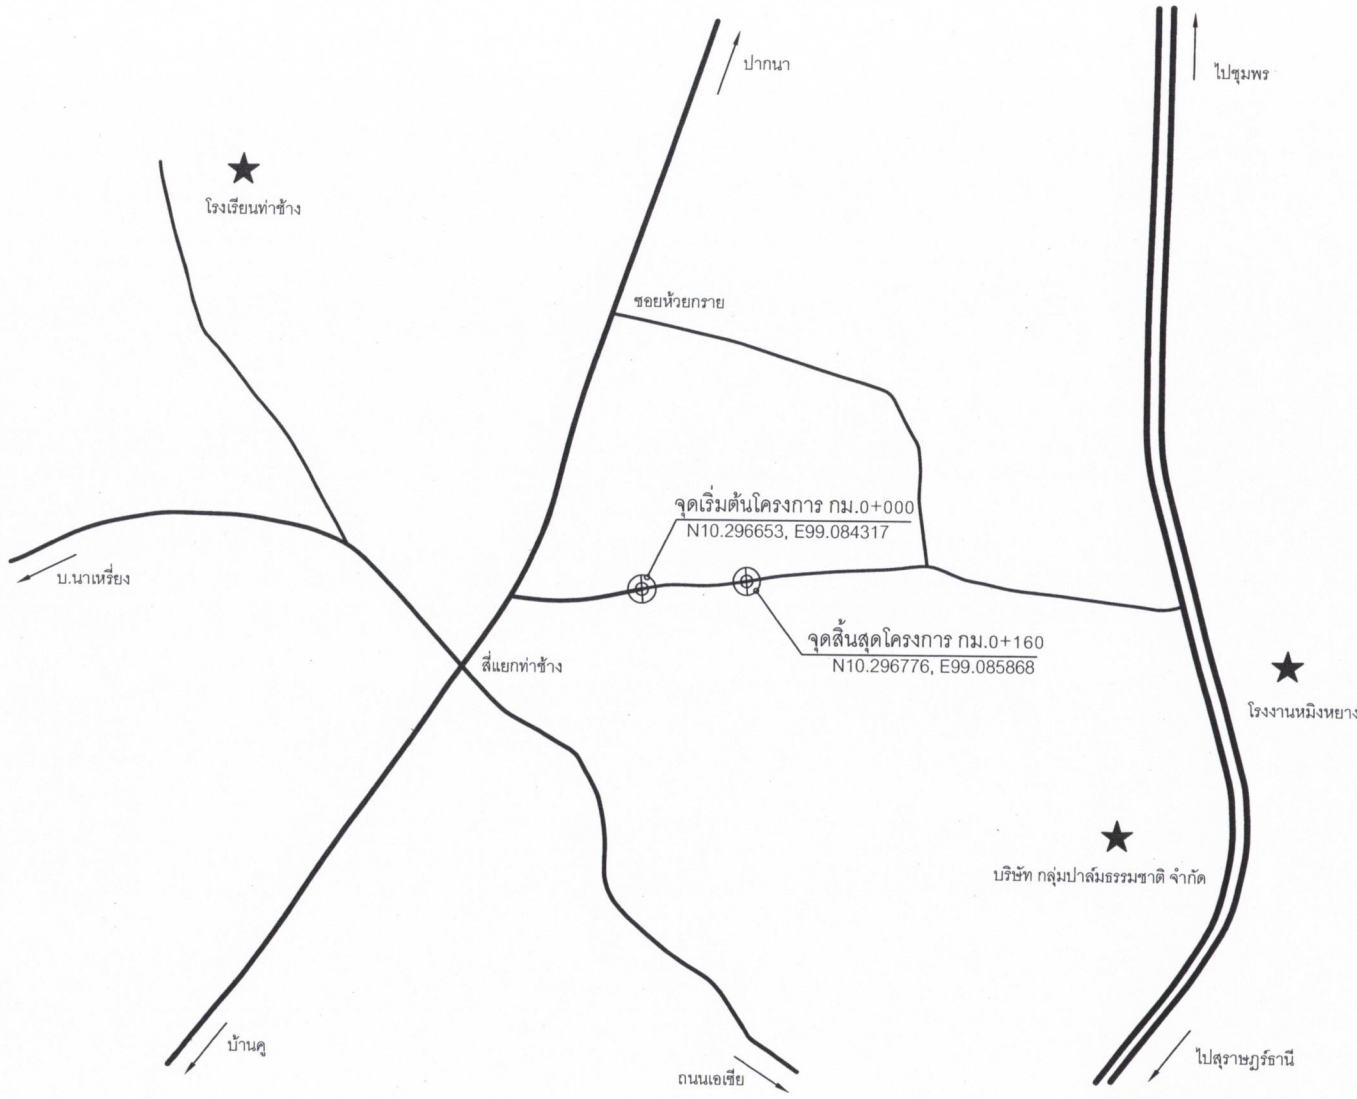 ปากนา
ไปชุมพร
โรงเรียนท่าช้าง
ซอยห้วยกราย
จุดเริ่มต้นโครงการ กม.0+000
N10.296653, E99.084317
บ.นาเหรี่ยง
จุดสิ้นสุดโครงการ กม.0+160
N10.296776, E99.085868
สี่แยกท่าช้าง
โรงงานหมิงหยาง
บริษัท กลุ่มปาล์มธรรมชาติ จำกัด
บ้านคู
ถนนเอเซีย
ไปสุราษฎร์ธานี